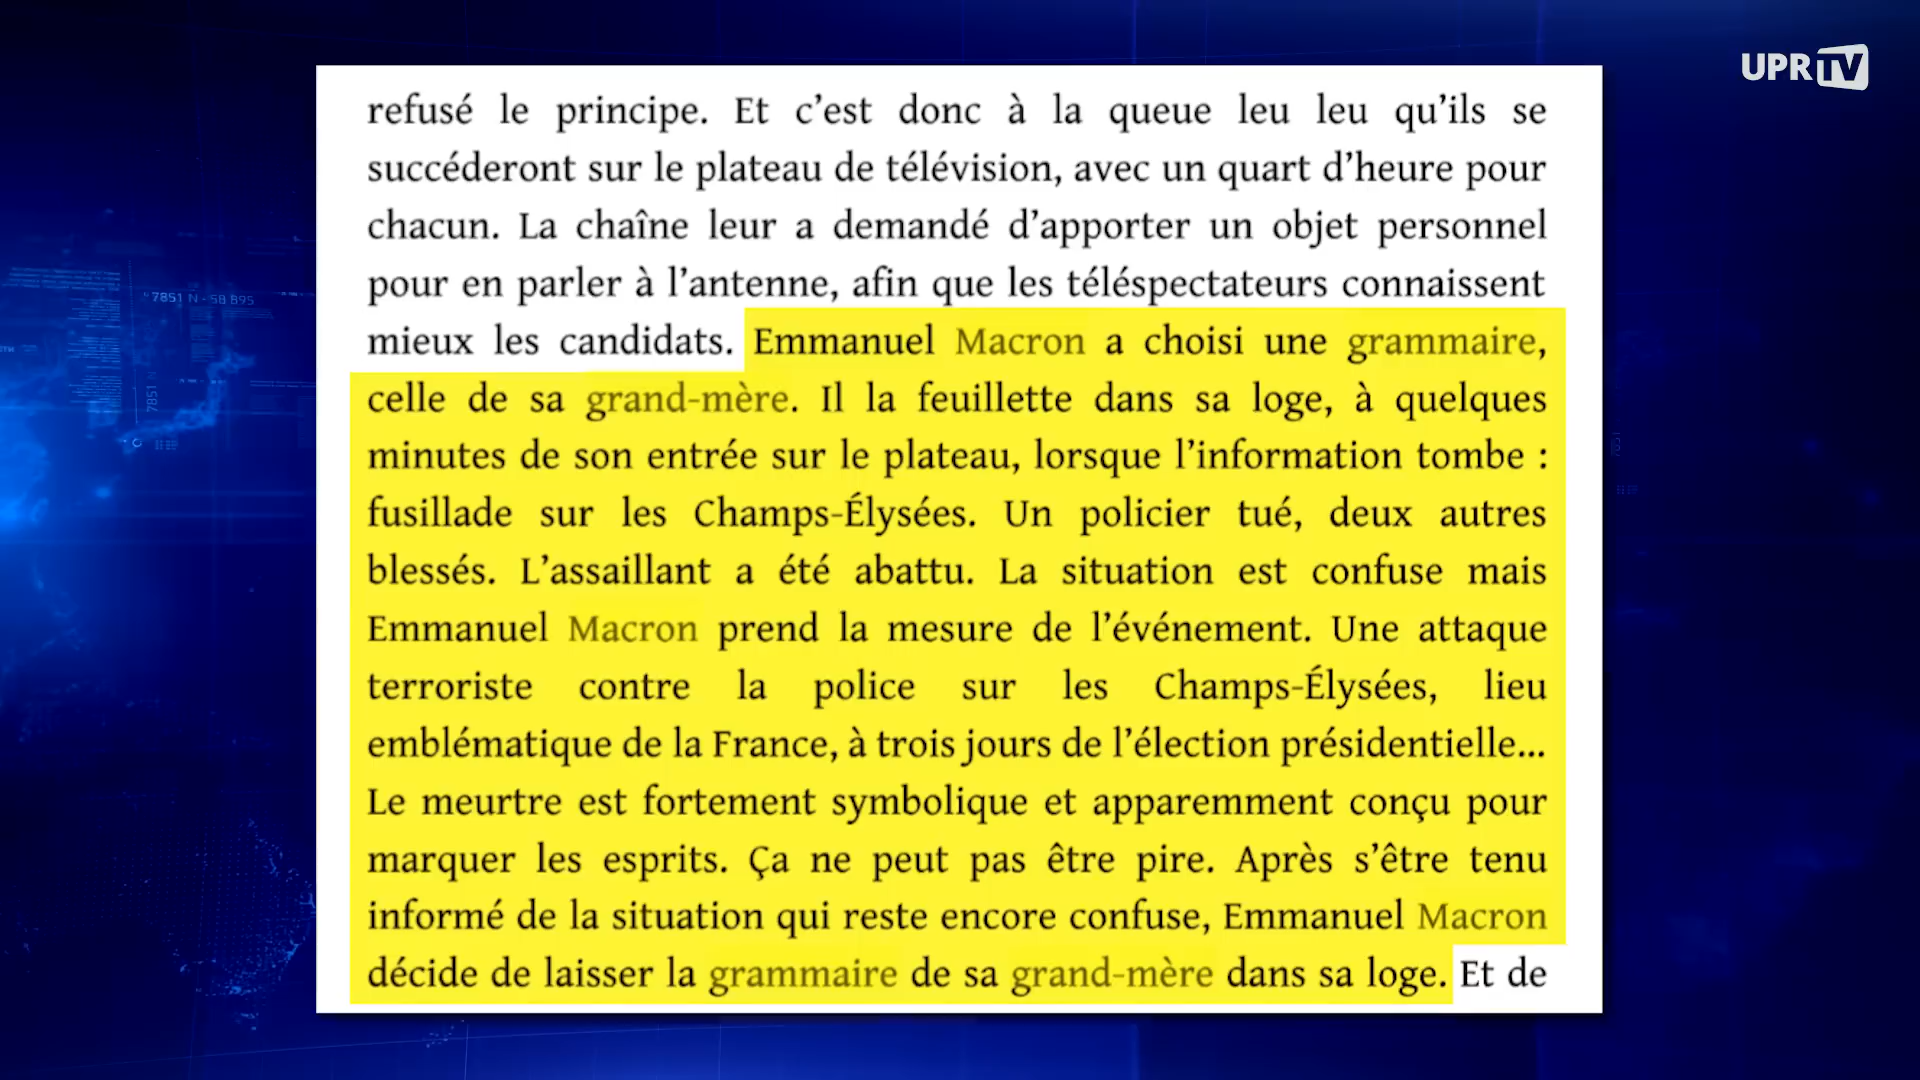 UPRTV
refusé le principe. Et c’est donc à la queue leu leu qu’ils se
succéderont sur le plateau de télévision, avec un quart d’heure pour
chacun. La chaîne leur a demandé d’apporter un objet personnel
pour en parler à l’antenne, afin que les téléspectateurs connaissent
mieux les candidats. Emmanuel Macron a choisi une grammaire,
celle de sa grand-mère. Il la feuillette dans sa loge, à quelques
minutes de son entrée sur le plateau, lorsque l’information tombe :
fusillade sur les Champs-Élysées. Un policier tué, deux autres
blessés. L’assaillant a été abattu. La situation est confuse mais
Emmanuel Macron prend la mesure de l’événement. Une attaque
terroriste contre la police sur les Champs-Élysées, lieu
emblématique de la France, à trois jours de l’élection présidentielle...
Le meurtre est fortement symbolique et apparemment conçu pour
marquer les esprits. Ça ne peut pas être pire. Après s’être tenu
informé de la situation qui reste encore confuse, Emmanuel Macron
décide de laisser la grammaire de sa grand-mère dans sa loge. Et de
7851 N - 58 B95
7851